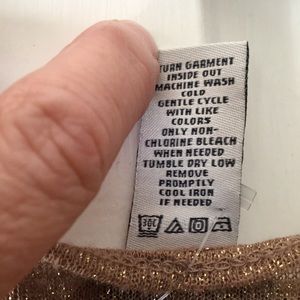 TURN GARMENT
INSIDE OUT
MACHINE WASH
COLD
GENTLE CYCLE
WITH LIKE
COLORS
ONLY NON-
CHLORINE BLEACH
WHEN NEEDED
TUMBLE DRY LOW
REMOVE
PROMPTLY
COOL IRON
IF NEEDED